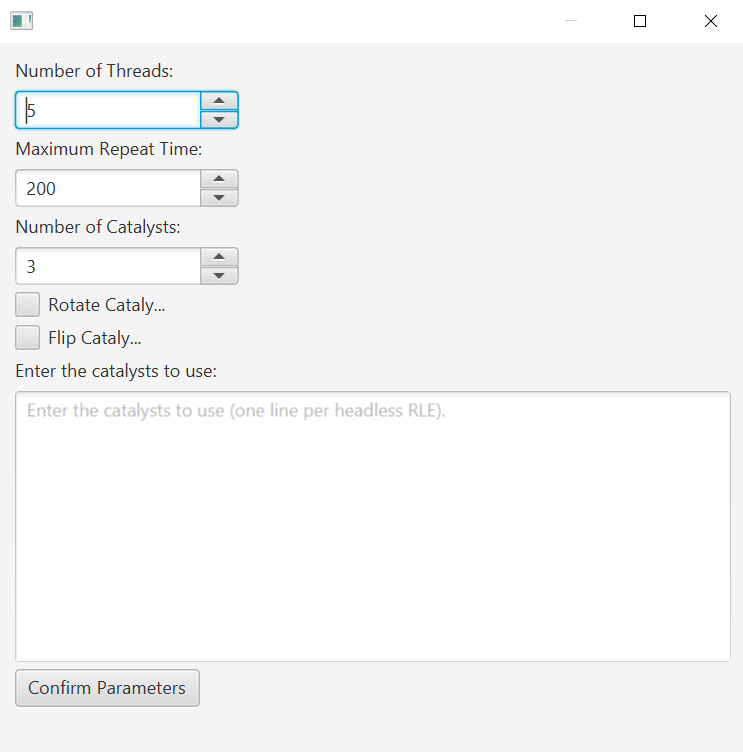 Number of Threads:
5
Maximum Repeat Time:
200
Number of Catalysts:
3
Rotate Cataly...
Flip Cataly...
Enter the catalysts to use:
Enter the catalysts to use (one line per headless RLE).
Confirm Parameters